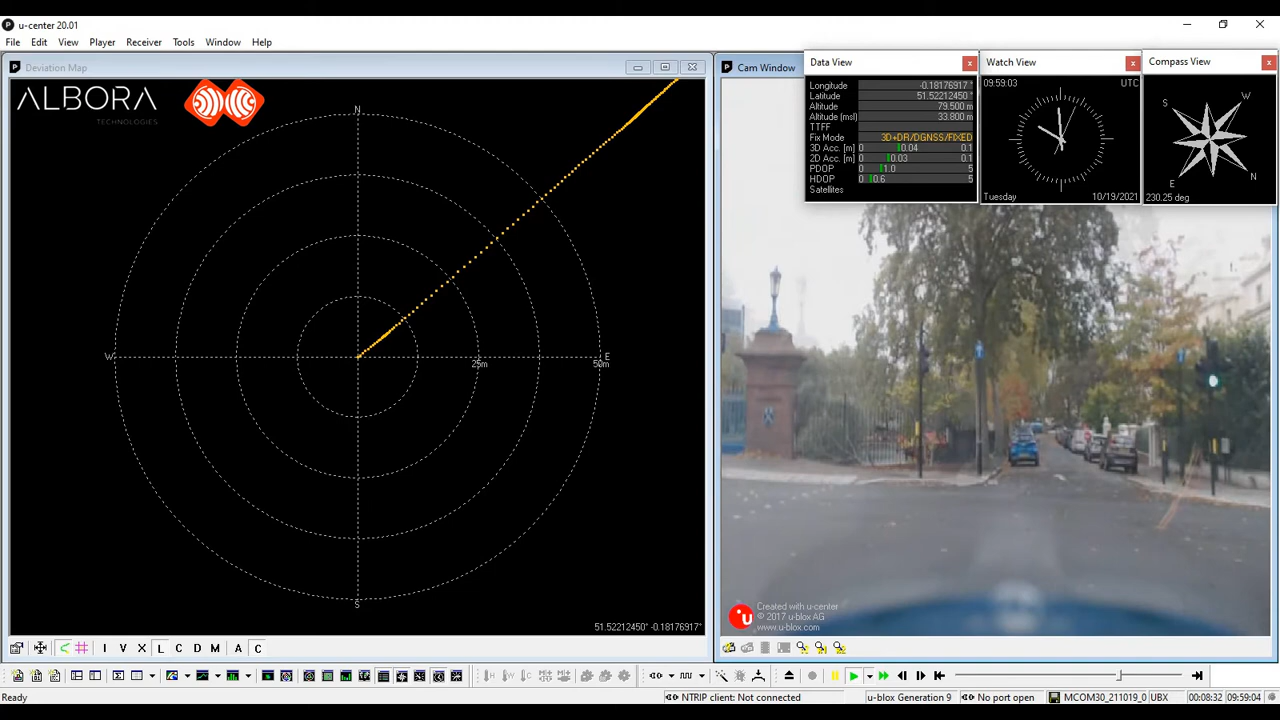 u-center 20.01
File Edit View Player Receiver Tools Window Help
Deviation Map
ALBORA
TECHNOLOGIES
N
W
E
S
25m
50m
51.52212450° -0.18176917°
Cam Window
Data View
Longitude -0.18176917 °
Latitude 51.52212450 °
Altitude 79.500 m
Altitude (msl) 33.800 m
TTFF
Fix Mode 3D+DR/DGNSS/FIXED
3D Acc. [m] 0 0.04 0.1
2D Acc. [m] 0 0.03 0.1
PDOP 0 1.0 5
HDOP 0 0.6 5
Satellites
Watch View
09:59:03 UTC
Tuesday 10/19/2021
Compass View
S W
E N
230.25 deg
u
Created with u-center
© 2017 u-blox AG
www.u-blox.com
I V X L C D M A C
Ready
NTRIP client: Not connected
u-blox Generation 9
No port open
MCOM30_211019_0
UBX
00:08:32
09:59:04